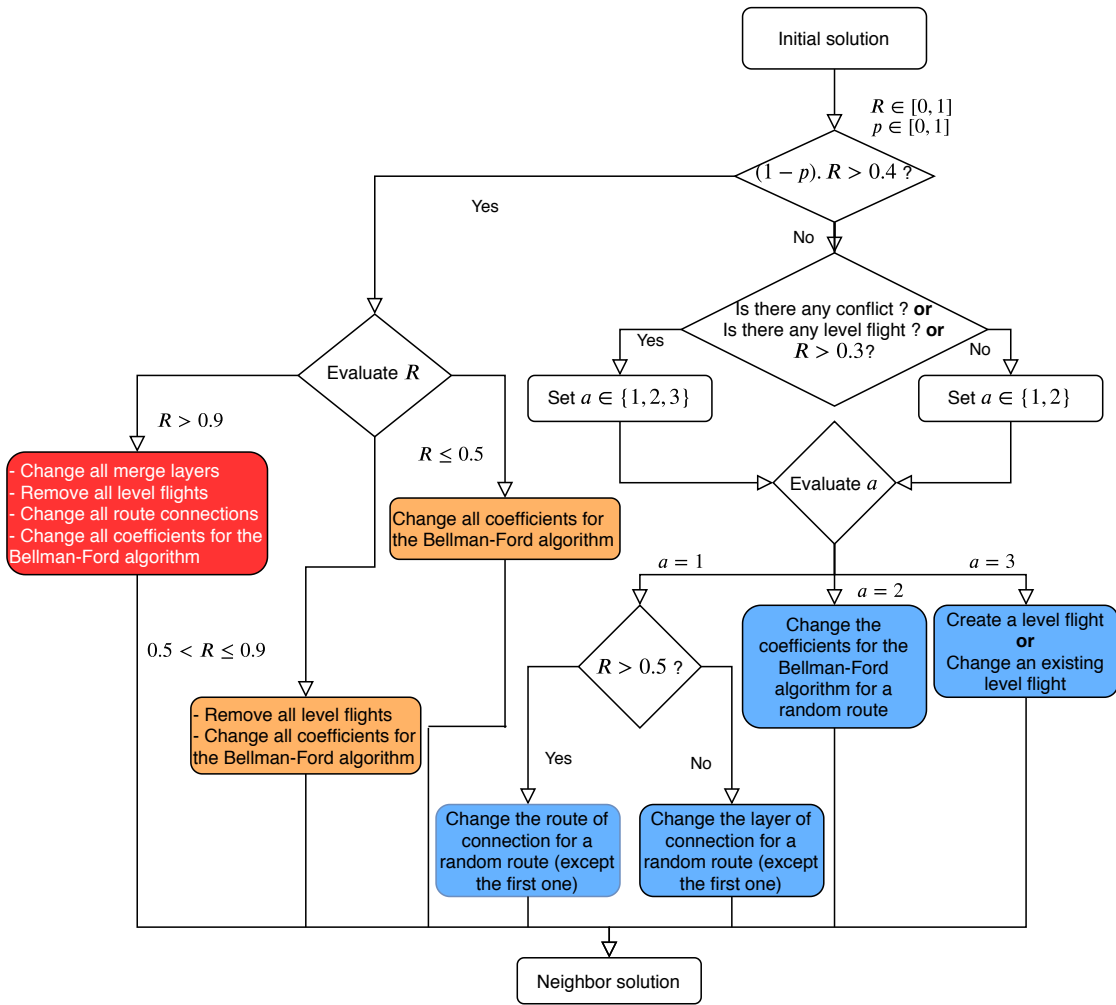 Initial solution
R ∈ [0, 1]
p ∈ [0, 1]
(1 − p). R > 0.4 ?
Yes
No
Is there any conflict ? or
Is there any level flight ? or
R > 0.3?
Yes
No
Set a ∈ {1, 2, 3}
Set a ∈ {1, 2}
Evaluate R
R > 0.9
R ≤ 0.5
0.5 < R ≤ 0.9
- Change all merge layers
- Remove all level flights
- Change all route connections
- Change all coefficients for the
Bellman-Ford algorithm
Change all coefficients for
the Bellman-Ford algorithm
- Remove all level flights
- Change all coefficients for
the Bellman-Ford algorithm
Evaluate a
a = 1
a = 2
a = 3
R > 0.5 ?
Change the
coefficients for the
Bellman-Ford
algorithm for a
random route
Create a level flight
or
Change an existing
level flight
Yes
No
Change the route of
connection for a
random route (except
the first one)
Change the layer of
connection for a
random route (except
the first one)
Neighbor solution